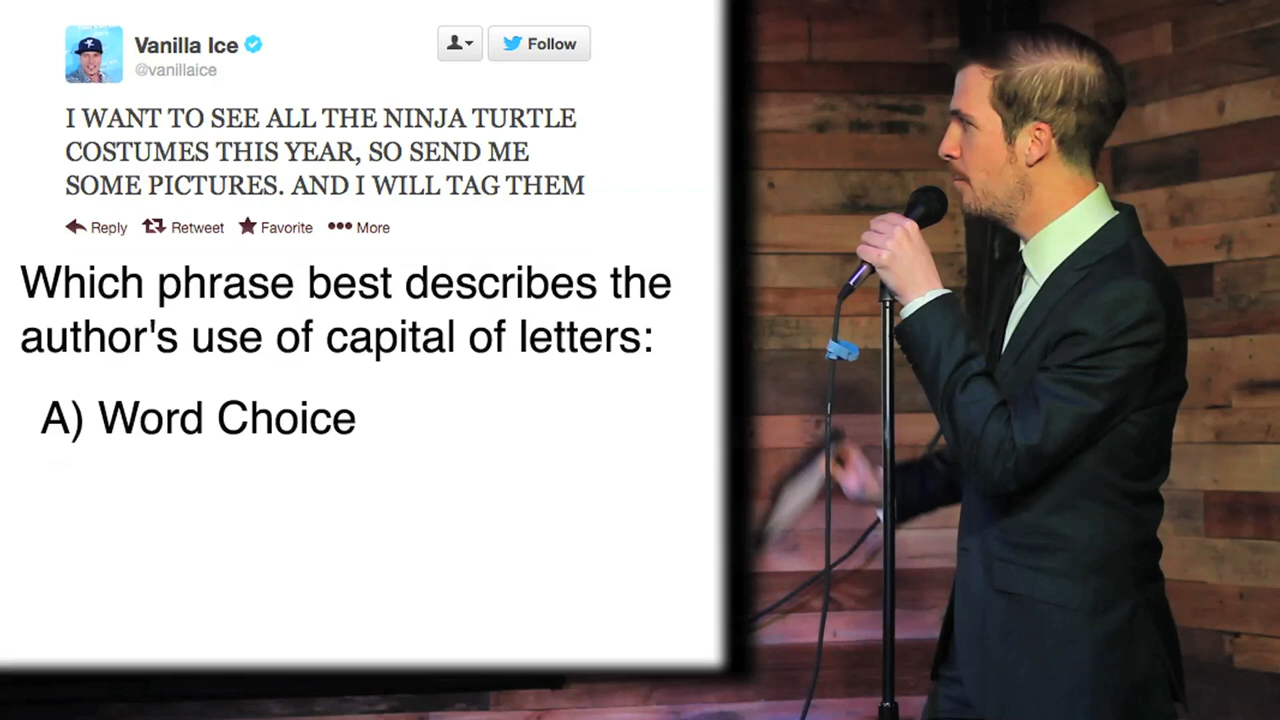 Vanilla Ice
Follow
@vanillaice
I WANT TO SEE ALL THE NINJA TURTLE
COSTUMES THIS YEAR, SO SEND ME
SOME PICTURES. AND I WILL TAG THEM
Reply Retweet Favorite More
Which phrase best describes the
author's use of capital of letters:
A) Word Choice